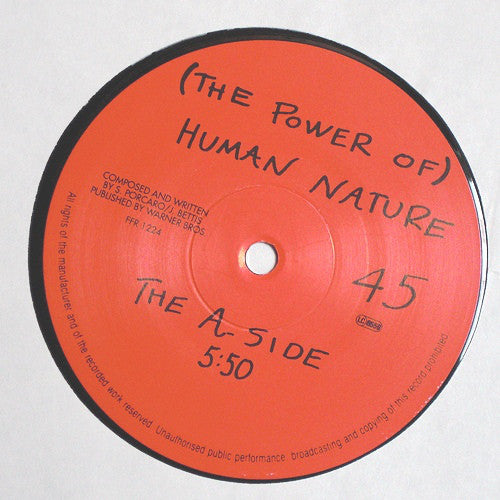 (THE POWER OF)
HUMAN NATURE
COMPOSED AND WRITTEN
BY S. PORCARO/J. BETTIS
PUBLISHED BY WARNER BROS
FFR 1224
45
THE A-SIDE
5:50
All rights of the manufacturer and of the recorded work reserved. Unauthorised public performance, broadcasting and copying of this record prohibited.